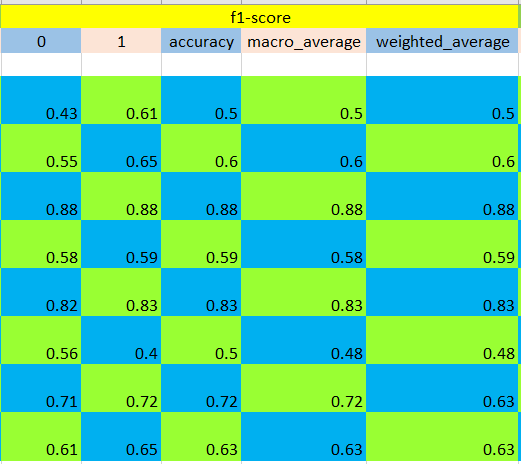 f1-score
0 1 accuracy macro_average weighted_average
0.43 0.61 0.5 0.5 0.5
0.55 0.65 0.6 0.6 0.6
0.88 0.88 0.88 0.88 0.88
0.58 0.59 0.59 0.58 0.59
0.82 0.83 0.83 0.83 0.83
0.56 0.4 0.5 0.48 0.48
0.71 0.72 0.72 0.72 0.63
0.61 0.65 0.63 0.63 0.63